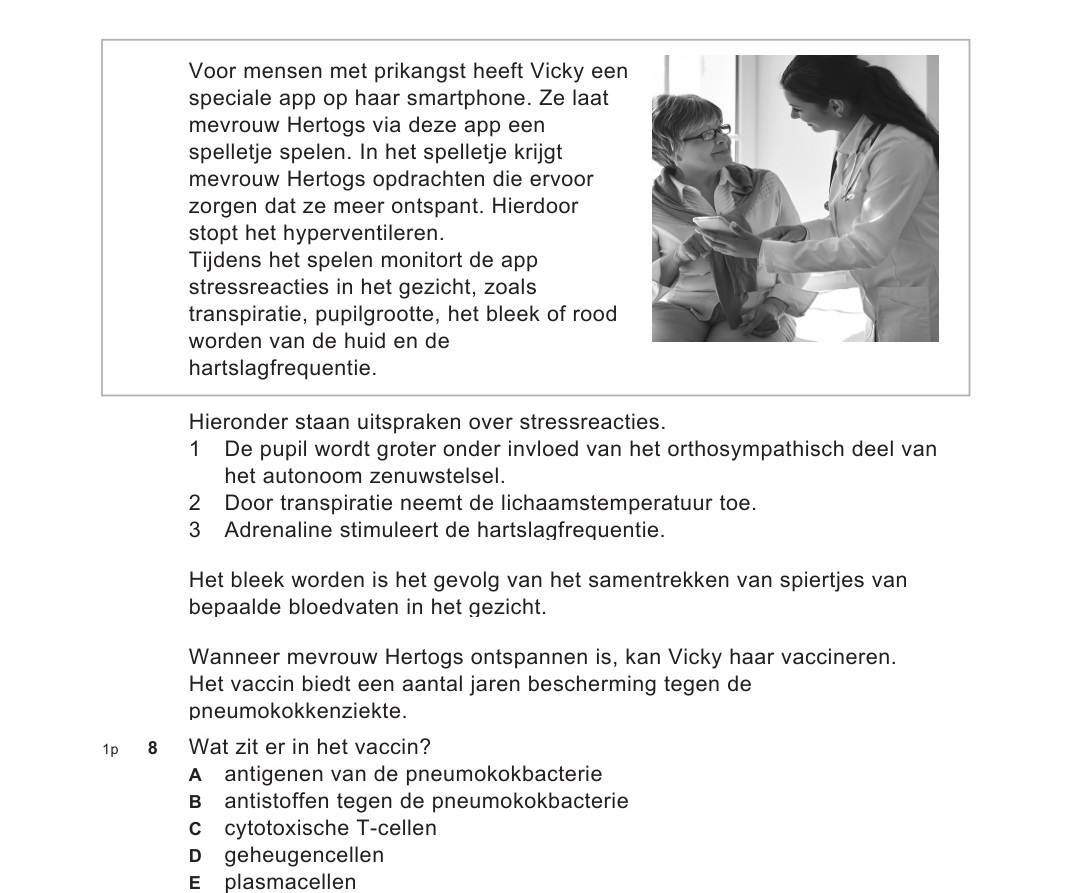 Voor mensen met prikangst heeft Vicky een
speciale app op haar smartphone. Ze laat
mevrouw Hertogs via deze app een
spelletje spelen. In het spelletje krijgt
mevrouw Hertogs opdrachten die ervoor
zorgen dat ze meer ontspant. Hierdoor
stopt het hyperventileren.
Tijdens het spelen monitort de app
stressreacties in het gezicht, zoals
transpiratie, pupilgrootte, het bleek of rood
worden van de huid en de
hartslagfrequentie.
Hieronder staan uitspraken over stressreacties.
1 De pupil wordt groter onder invloed van het orthosympathisch deel van
het autonoom zenuwstelsel.
2 Door transpiratie neemt de lichaamstemperatuur toe.
3 Adrenaline stimuleert de hartslagfrequentie.
Het bleek worden is het gevolg van het samentrekken van spiertjes van
bepaalde bloedvaten in het gezicht.
Wanneer mevrouw Hertogs ontspannen is, kan Vicky haar vaccineren.
Het vaccin biedt een aantal jaren bescherming tegen de
pneumokokkenziekte.
1p 8 Wat zit er in het vaccin?
A antigenen van de pneumokokbacterie
B antistoffen tegen de pneumokokbacterie
C cytotoxische T-cellen
D geheugencellen
E plasmacellen